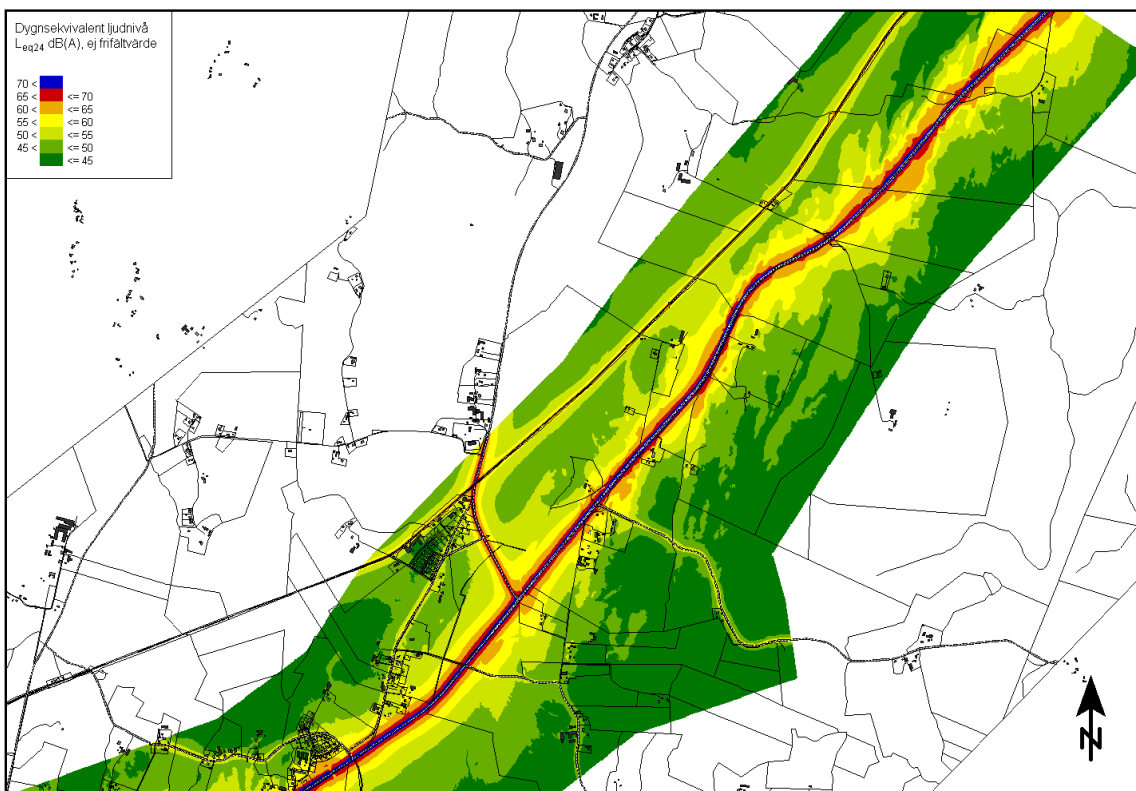 Dygnsekvivalent ljudnivå
Leq24 dB(A), ej frifältvärde
70 <
65 < <= 70
60 < <= 65
55 < <= 60
50 < <= 55
45 < <= 50
<= 45
N